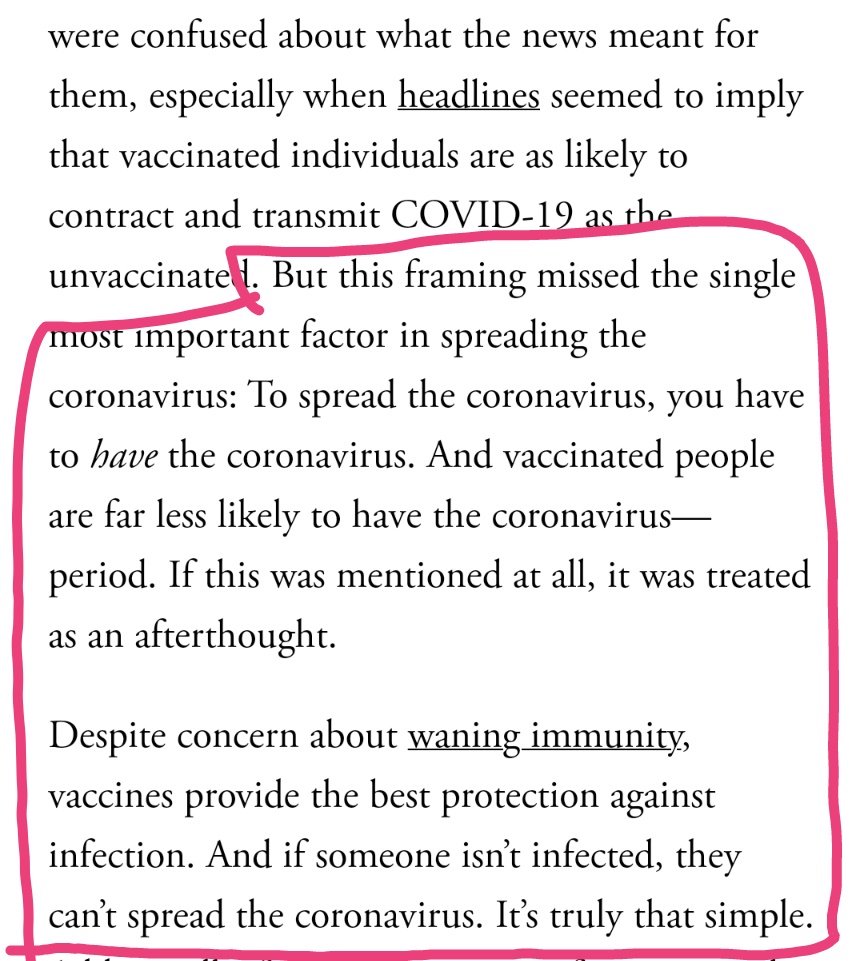 were confused about what the news meant for
them, especially when headlines seemed to imply
that vaccinated individuals are as likely to
contract and transmit COVID-19 as the
unvaccinated. But this framing missed the single
most important factor in spreading the
coronavirus: To spread the coronavirus, you have
to have the coronavirus. And vaccinated people
are far less likely to have the coronavirus—
period. If this was mentioned at all, it was treated
as an afterthought.
Despite concern about waning immunity,
vaccines provide the best protection against
infection. And if someone isn’t infected, they
can’t spread the coronavirus. It’s truly that simple.